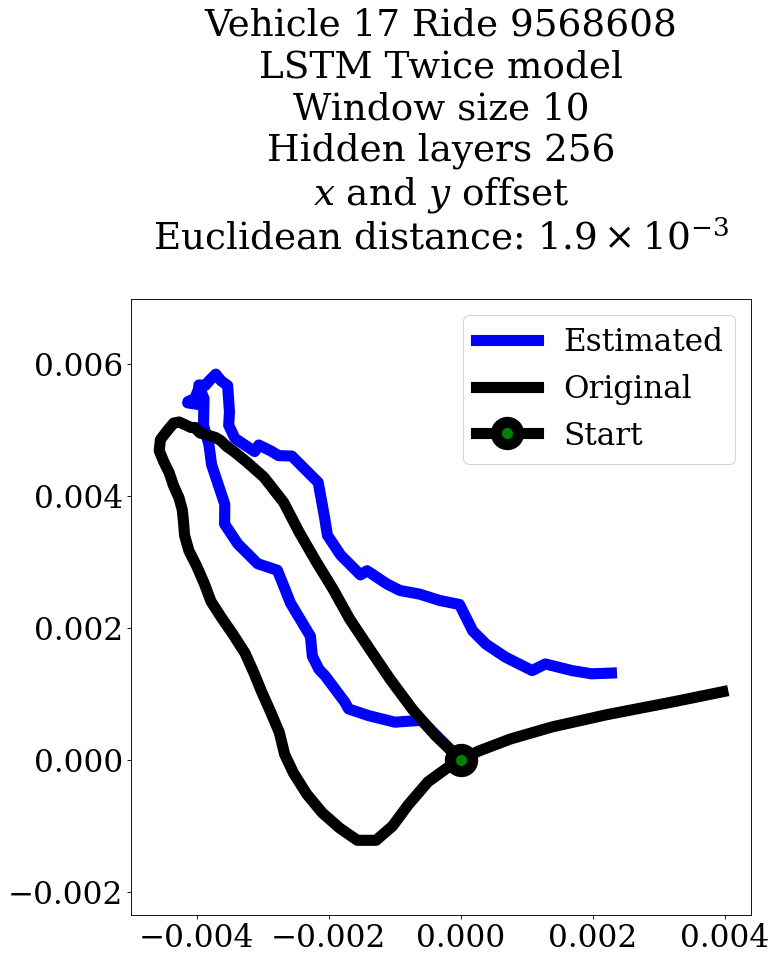 Vehicle 17 Ride 9568608
LSTM Twice model
Window size 10
Hidden layers 256
x and y offset
Euclidean distance: 1.9 × 10⁻³
Estimated
Original
Start
0.006
0.004
0.002
0.000
−0.002
−0.004 −0.002 0.000 0.002 0.004